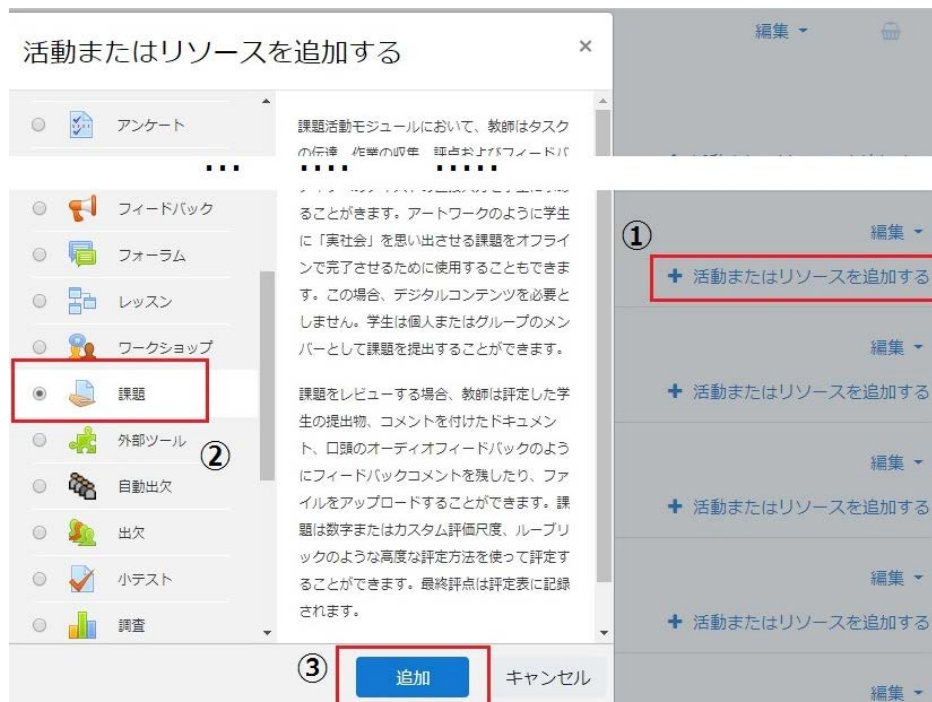 活動またはリソースを追加する
×
アンケート
課題活動モジュールにおいて、教師はタスク
の伝達、作業の収集、評点およびフィードバ
... .... .....
ることができます。アートワークのように学生
に「実社会」を思い出させる課題をオフライ
ンで完了させるために使用することもできま
す。この場合、デジタルコンテンツを必要と
しません。学生は個人またはグループのメン
バーとして課題を提出することができます。
課題をレビューする場合、教師は評定した学
生の提出物、コメントを付けたドキュメン
ト、口頭のオーディオフィードバックのよう
にフィードバックコメントを残したり、ファ
イルをアップロードすることができます。課
題は数字またはカスタム評価尺度、ルーブリ
ックのような高度な評定方法を使って評定す
ることができます。最終評点は評定表に記録
されます。
フィードバック
フォーラム
レッスン
ワークショップ
課題
外部ツール
②
自動出欠
出欠
小テスト
調査
③
追加
キャンセル
編集
①
編集
+ 活動またはリソースを追加する
編集
+ 活動またはリソースを追加する
編集
+ 活動またはリソースを追加する
編集
+ 活動またはリソースを追加する
編集